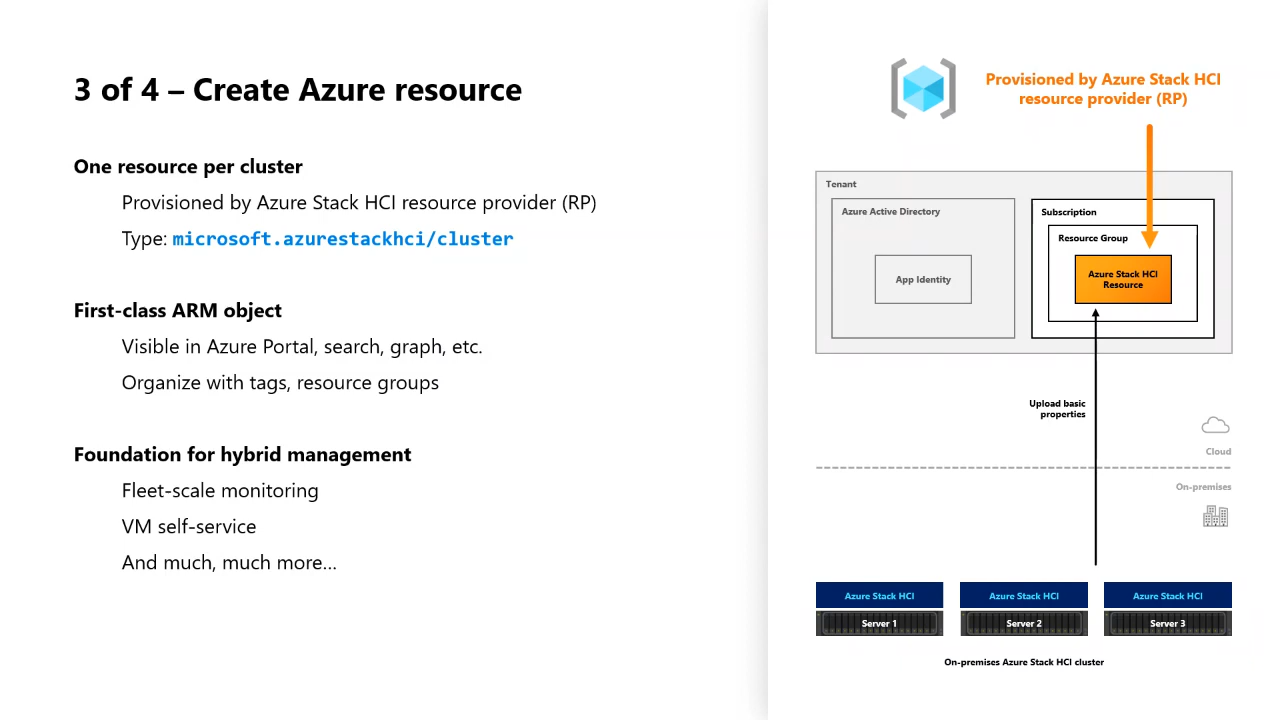 3 of 4 – Create Azure resource
One resource per cluster
Provisioned by Azure Stack HCI resource provider (RP)
Type: microsoft.azurestackhci/cluster
First-class ARM object
Visible in Azure Portal, search, graph, etc.
Organize with tags, resource groups
Foundation for hybrid management
Fleet-scale monitoring
VM self-service
And much, much more...
Provisioned by Azure Stack HCI
resource provider (RP)
Tenant
Azure Active Directory
App Identity
Subscription
Resource Group
Azure Stack HCI
Resource
Upload basic
properties
Cloud
On-premises
Azure Stack HCI
Server 1
Azure Stack HCI
Server 2
Azure Stack HCI
Server 3
On-premises Azure Stack HCI cluster